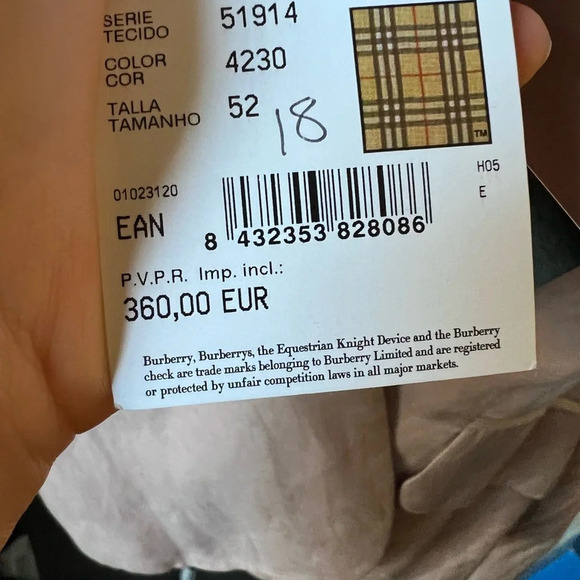 SERIE 51914
TECIDO
COLOR 4230
COR
TALLA 52
TAMANHO
18
TM
01023120
H05
EAN
E
8 432353 828086
P.V.P.R. Imp. incl.:
360,00 EUR
Burberry, Burberrys, the Equestrian Knight Device and the Burberry
check are trade marks belonging to Burberry Limited and are registered
or protected by unfair competition laws in all major markets.